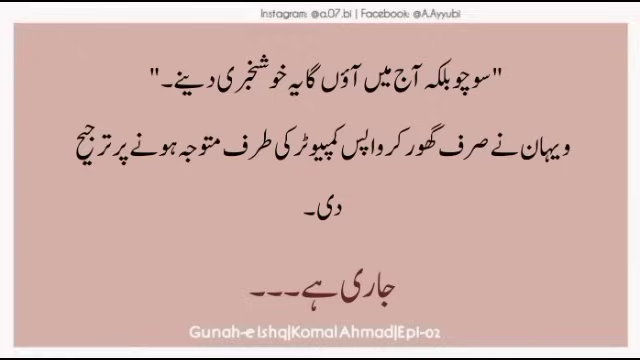 Instagram: @a.07.bi | Facebook: @A.Ayyubi
"سوچو بلکہ آج میں آؤں گا یہ خوشخبری دینے۔"
ویہان نے صرف گھور کر واپس کمپیوٹر کی طرف متوجہ ہونے پر ترجیح
دی۔
جاری ہے۔۔۔
Gunah-e Ishq|Komal Ahmad|Epi-02